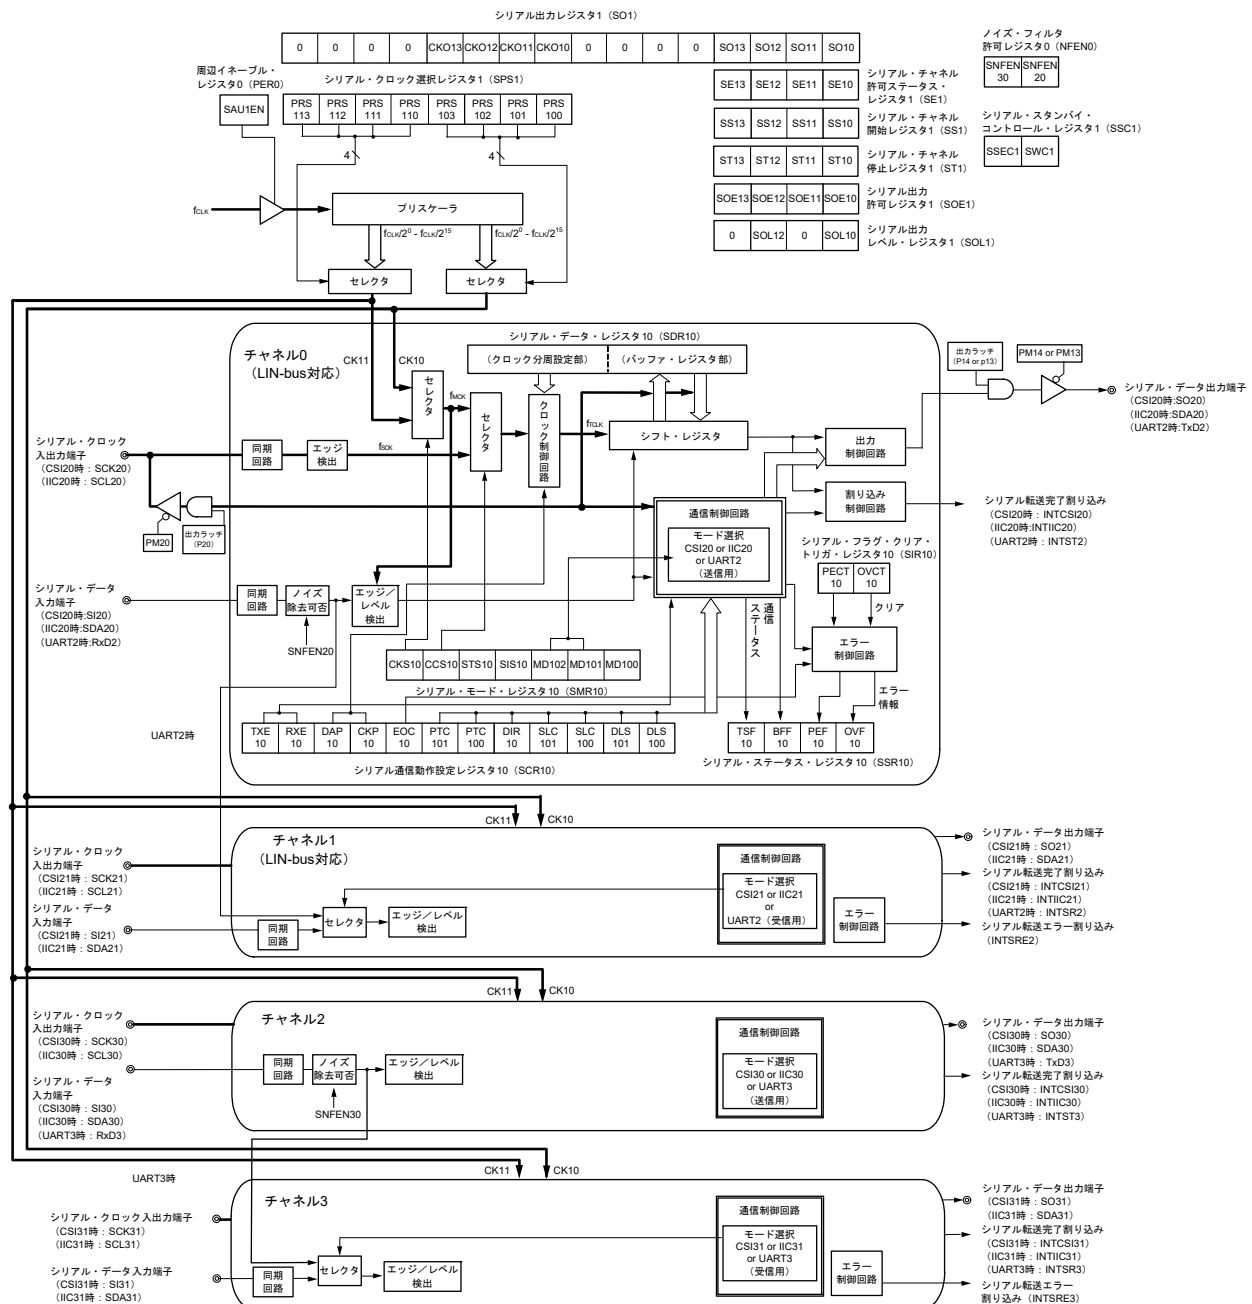 シリアル出力レジスタ1（SO1）
0 0 0 0 CKO13 CKO12 CKO11 CKO10 0 0 0 0 SO13 SO12 SO11 SO10
ノイズ・フィルタ
許可レジスタ0（NFEN0）
SNFEN SNFEN
30 20
周辺イネーブル・
レジスタ0（PER0）
SAU1EN
シリアル・クロック選択レジスタ1（SPS1）
PRS PRS PRS PRS PRS PRS PRS PRS
113 112 111 110 103 102 101 100
4
4
SE13 SE12 SE11 SE10
シリアル・チャネル
許可ステータス・
レジスタ1（SE1）
SS13 SS12 SS11 SS10
シリアル・チャネル
開始レジスタ1（SS1）
シリアル・スタンバイ・
コントロール・レジスタ1（SSC1）
SSEC1 SWC1
ST13 ST12 ST11 ST10
シリアル・チャネル
停止レジスタ1（ST1）
SOE13 SOE12 SOE11 SOE10
シリアル出力
許可レジスタ1（SOE1）
0 SOL12 0 SOL10
シリアル出力
レベル・レジスタ1（SOL1）
fCLK
プリスケーラ
fCLK/2⁰ - fCLK/2¹⁵
fCLK/2⁰ - fCLK/2¹⁵
セレクタ
セレクタ
チャネル0
（LIN-bus対応）
CK11
CK10
シリアル・データ・レジスタ10（SDR10）
（クロック分周設定部）
（バッファ・レジスタ部）
セレクタ
fMCK
セレクタ
クロック制御回路
fTCLK
シフト・レジスタ
出力ラッチ
（P14 or p13）
PM14 or PM13
シリアル・データ出力端子
（CSI20時:SO20）
（IIC20時:SDA20）
（UART2時:TxD2）
シリアル・クロック
入出力端子
（CSI20時 : SCK20）
（IIC20時 : SCL20）
同期
回路
エッジ
検出
fSCK
出力
制御回路
割り込み
制御回路
シリアル転送完了割り込み
（CSI20時 : INTCSI20）
（IIC20時:INTIIC20）
（UART2時 : INTST2）
PM20
出力ラッチ
（P20）
通信制御回路
モード選択
CSI20 or IIC20
or UART2
（送信用）
シリアル・フラグ・クリア・
トリガ・レジスタ10（SIR10）
PECT OVCT
10 10
クリア
シリアル・データ
入力端子
（CSI20時:SI20）
（IIC20時:SDA20）
（UART2時:RxD2）
同期
回路
ノイズ
除去可否
SNFEN20
エッジ／
レベル
検出
通信
ステータス
エラー
制御回路
エラー
情報
CKS10 CCS10 STS10 SIS10 MD102 MD101 MD100
シリアル・モード・レジスタ10（SMR10）
UART2時
TXE RXE DAP CKP EOC PTC PTC DIR SLC SLC DLS DLS
10 10 10 10 10 101 100 10 101 100 101 100
シリアル通信動作設定レジスタ10（SCR10）
TSF BFF PEF OVF
10 10 10 10
シリアル・ステータス・レジスタ10（SSR10）
CK11
CK10
チャネル1
（LIN-bus対応）
シリアル・クロック
入出力端子
（CSI21時 : SCK21）
（IIC21時 : SCL21）
シリアル・データ
入力端子
（CSI21時 : SI21）
（IIC21時 : SDA21）
同期
回路
セレクタ
エッジ／レベル
検出
通信制御回路
モード選択
CSI21 or IIC21
or
UART2（受信用）
エラー
制御回路
シリアル・データ出力端子
（CSI21時 : SO21）
（IIC21時 : SDA21）
シリアル転送完了割り込み
（CSI21時 : INTCSI21）
（IIC21時 : INTIIC21）
（UART2時 : INTSR2）
シリアル転送エラー割り込み
（INTSRE2）
CK11
CK10
チャネル2
シリアル・クロック
入出力端子
（CSI30時 : SCK30）
（IIC30時 : SCL30）
シリアル・データ
入力端子
（CSI30時 : SI30）
（IIC30時 : SDA30）
（UART3時 : RxD3）
同期
回路
ノイズ
除去可否
SNFEN30
エッジ／レベル
検出
通信制御回路
モード選択
CSI30 or IIC30
or UART3
（送信用）
シリアル・データ出力端子
（CSI30時 : SO30）
（IIC30時 : SDA30）
（UART3時 : TxD3）
シリアル転送完了割り込み
（CSI30時 : INTCSI30）
（IIC30時 : INTIIC30）
（UART3時 : INTST3）
CK11
CK10
UART3時
チャネル3
シリアル・クロック入出力端子
（CSI31時 : SCK31）
（IIC31時 : SCL31）
シリアル・データ入力端子
（CSI31時 : SI31）
（IIC31時 : SDA31）
同期
回路
セレクタ
エッジ／レベル
検出
通信制御回路
モード選択
CSI31 or IIC31
or UART3
（受信用）
エラー
制御回路
シリアル・データ出力端子
（CSI31時 : SO31）
（IIC31時 : SDA31）
シリアル転送完了割り込み
（CSI31時 : INTCSI31）
（IIC31時 : INTIIC31）
（UART3時 : INTSR3）
シリアル転送エラー
割り込み（INTSRE3）